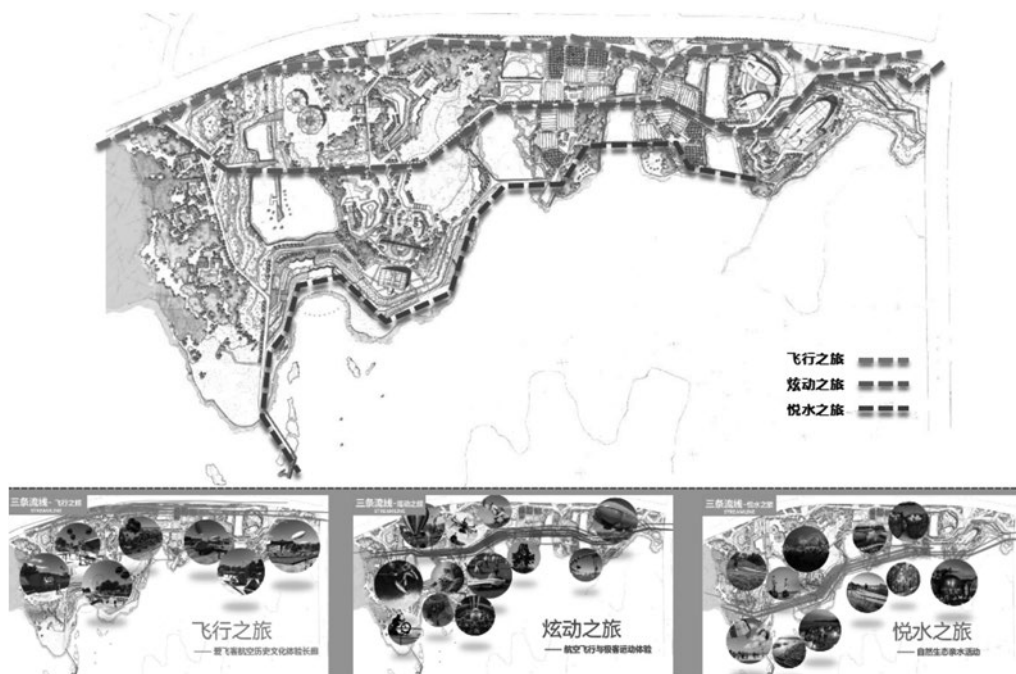 飞行之旅
炫动之旅
悦水之旅
三条流线-飞行之旅
STREAMLINE
飞行之旅
——爱飞客航空历史文化体验长廊
三条流线-炫动之旅
STREAMLINE
炫动之旅
——航空飞行与极客运动体验
三条流线-悦水之旅
STREAMLINE
悦水之旅
——自然生态亲水活动